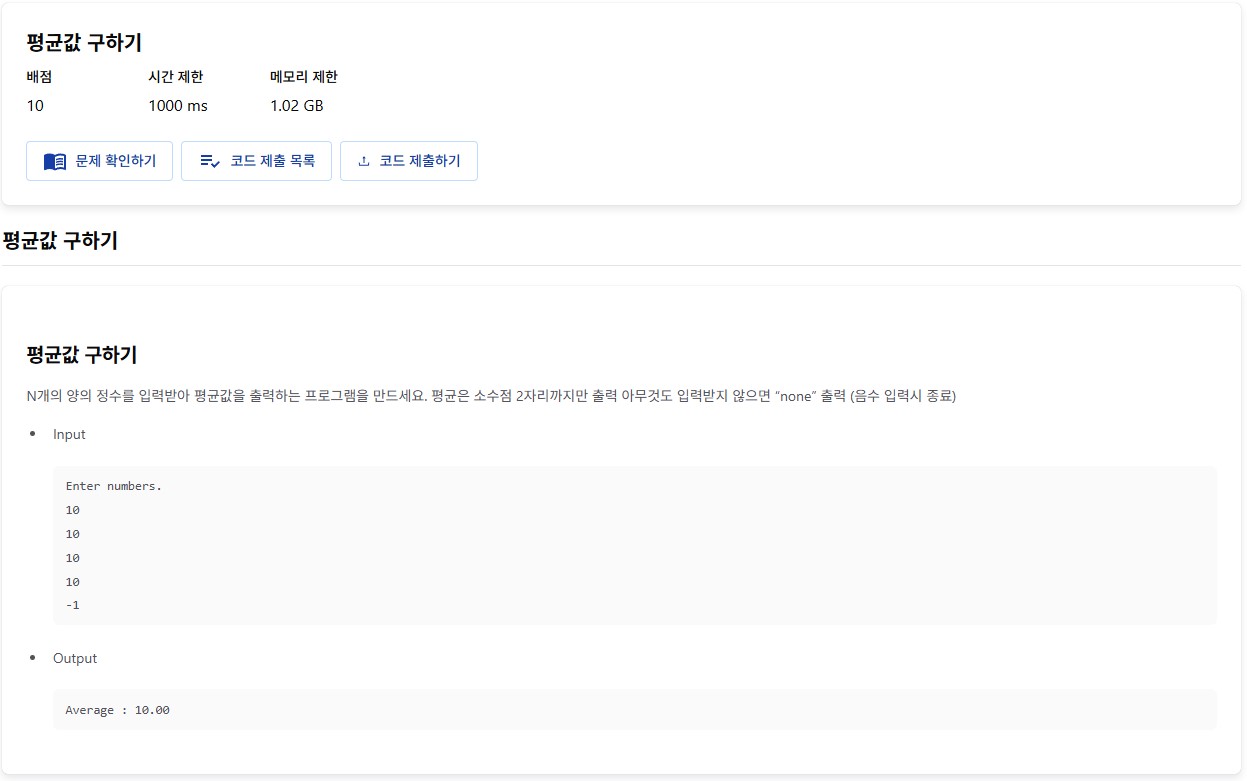 평균값 구하기
배점 시간 제한 메모리 제한
10 1000 ms 1.02 GB
문제 확인하기 코드 제출 목록 코드 제출하기
평균값 구하기
평균값 구하기
N개의 양의 정수를 입력받아 평균값을 출력하는 프로그램을 만드세요. 평균은 소수점 2자리까지만 출력 아무것도 입력받지 않으면 “none” 출력 (음수 입력시 종료)
• Input
Enter numbers.
10
10
10
10
-1
• Output
Average : 10.00